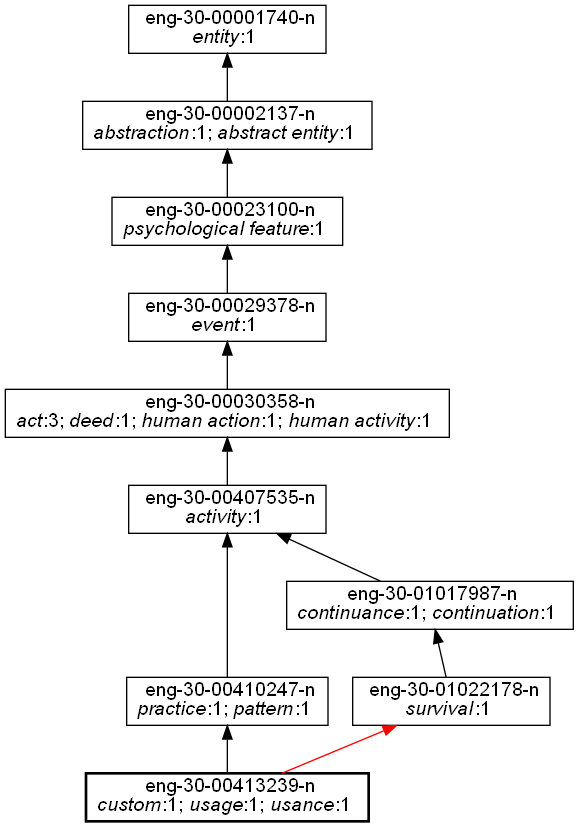 eng-30-00001740-n
entity:1
eng-30-00002137-n
abstraction:1; abstract entity:1
eng-30-00023100-n
psychological feature:1
eng-30-00029378-n
event:1
eng-30-00030358-n
act:3; deed:1; human action:1; human activity:1
eng-30-00407535-n
activity:1
eng-30-01017987-n
continuance:1; continuation:1
eng-30-00410247-n
practice:1; pattern:1
eng-30-01022178-n
survival:1
eng-30-00413239-n
custom:1; usage:1; usance:1